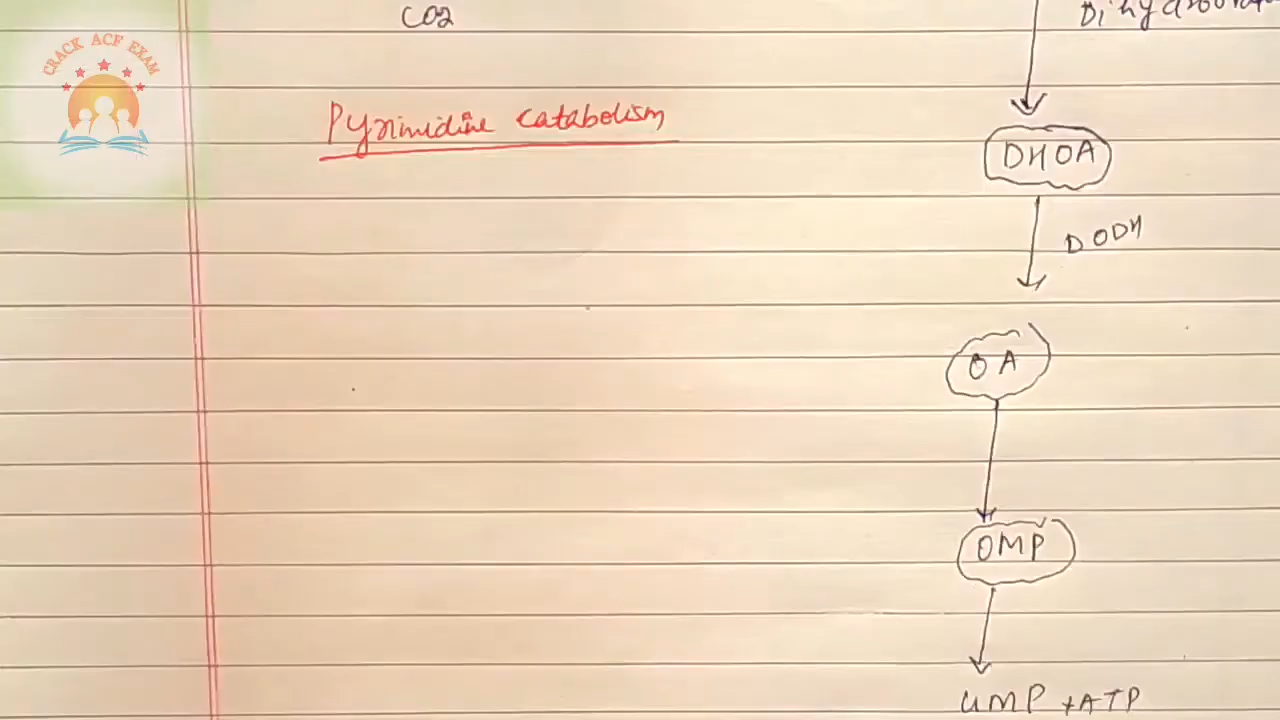 CO2
CRACK ACF EXAM
Pyrimidine catabolism
DHOA
DODH
OA
OMP
UMP + ATP